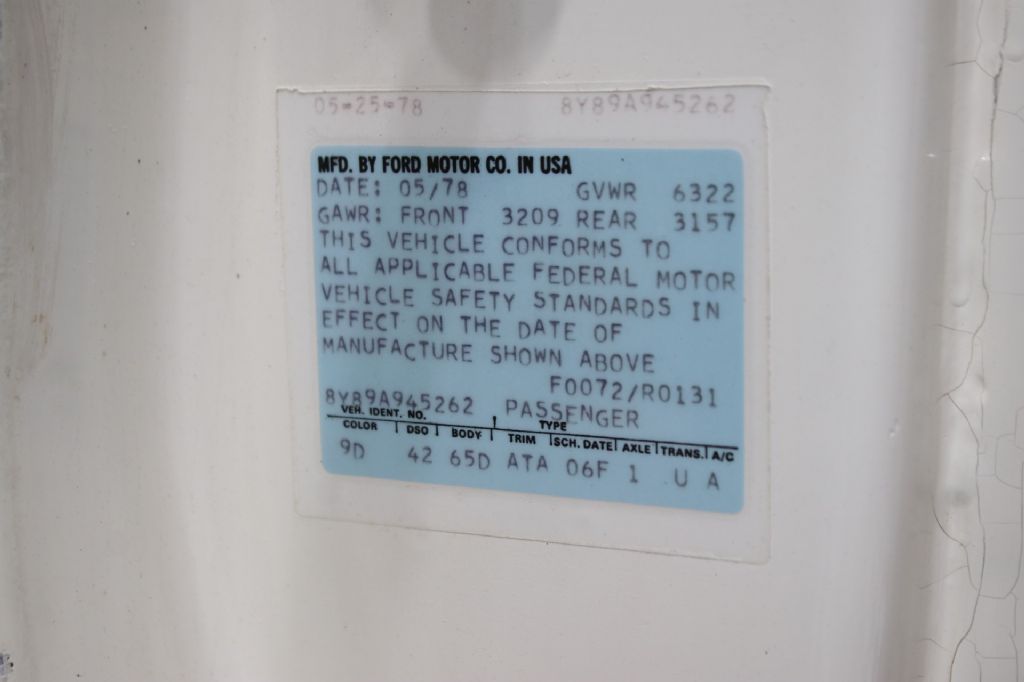 05-25-78 8Y89A945262
MFD. BY FORD MOTOR CO. IN USA
DATE: 05/78 GVWR 6322
GAWR: FRONT 3209 REAR 3157
THIS VEHICLE CONFORMS TO
ALL APPLICABLE FEDERAL MOTOR
VEHICLE SAFETY STANDARDS IN
EFFECT ON THE DATE OF
MANUFACTURE SHOWN ABOVE
F0072/R0131
8Y89A945262 PASSENGER
VEH. IDENT. NO. TYPE
COLOR DSO BODY TRIM SCH. DATE AXLE TRANS. A/C
9D 42 65D ATA 06F 1 U A